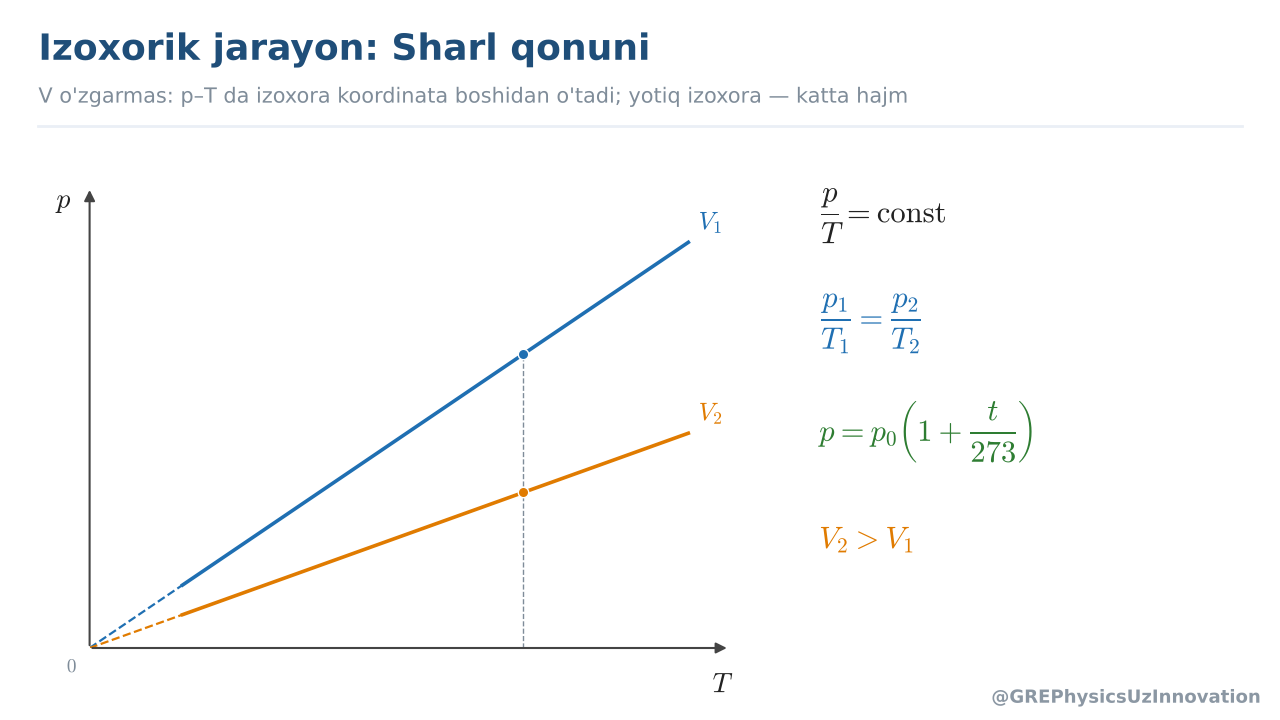 Izoxorik jarayon: Sharl qonuni
V o'zgarmas: p–T da izoxora koordinata boshidan o'tadi; yotiq izoxora — katta hajm
p
V₁
V₂
0
T
p/T = const
p₁/T₁ = p₂/T₂
p = p₀(1 + t/273)
V₂ > V₁
@GREPhysicsUzInnovation